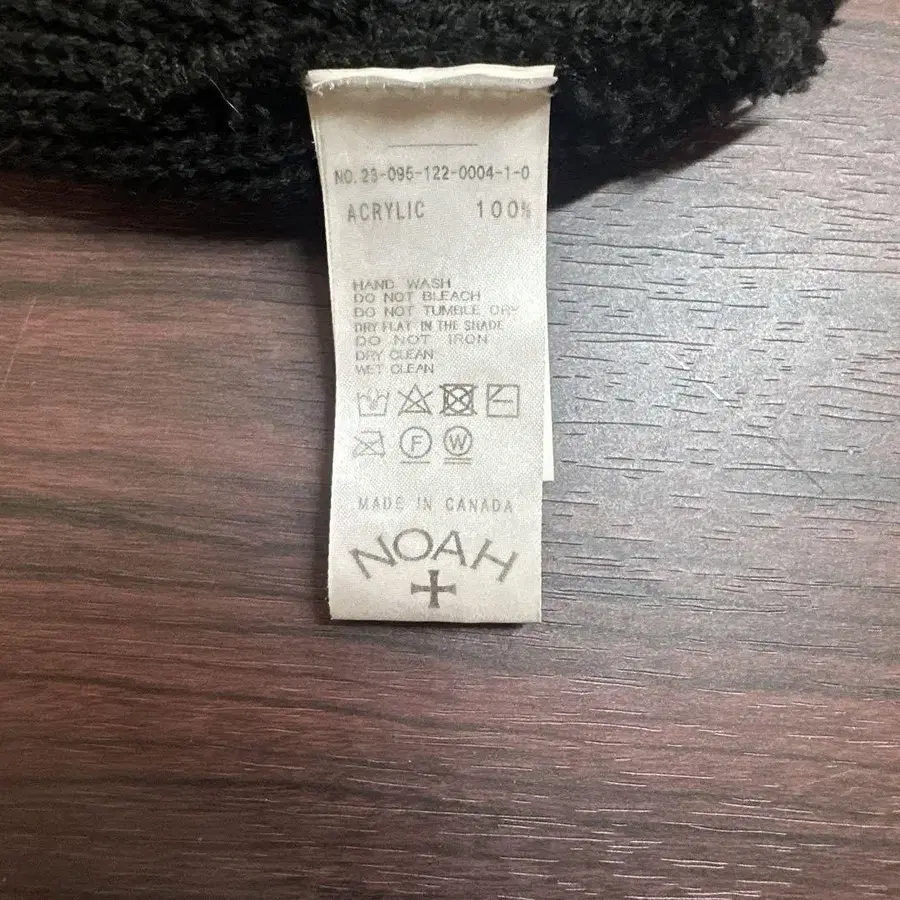 NO. 23-095-122-0004-1-0
ACRYLIC 100%
HAND WASH
DO NOT BLEACH
DO NOT TUMBLE DRY
DRY FLAT IN THE SHADE
DO NOT IRON
DRY CLEAN
WET CLEAN
F W
MADE IN CANADA
NOAH